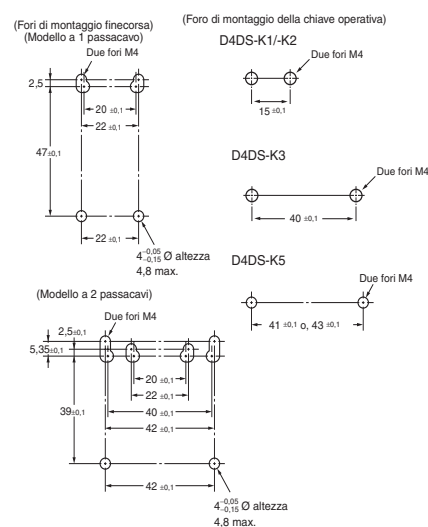 (Fori di montaggio finecorsa)
(Modello a 1 passacavo)
Due fori M4
2,5
20 ±0,1
22 ±0,1
47±0,1
22 ±0,1
4 −0,05 −0,15 Ø altezza
4,8 max.
(Modello a 2 passacavi)
Due fori M4
2,5±0,1
5,35±0,1
20 ±0,1
22 ±0,1
39±0,1
40 ±0,1
42 ±0,1
42 ±0,1
4 −0,05 −0,15 Ø altezza
4,8 max.
(Foro di montaggio della chiave operativa)
D4DS-K1/-K2
Due fori M4
15 ±0,1
D4DS-K3
Due fori M4
40 ±0,1
D4DS-K5
Due fori M4
41 ±0,1 o, 43 ±0,1